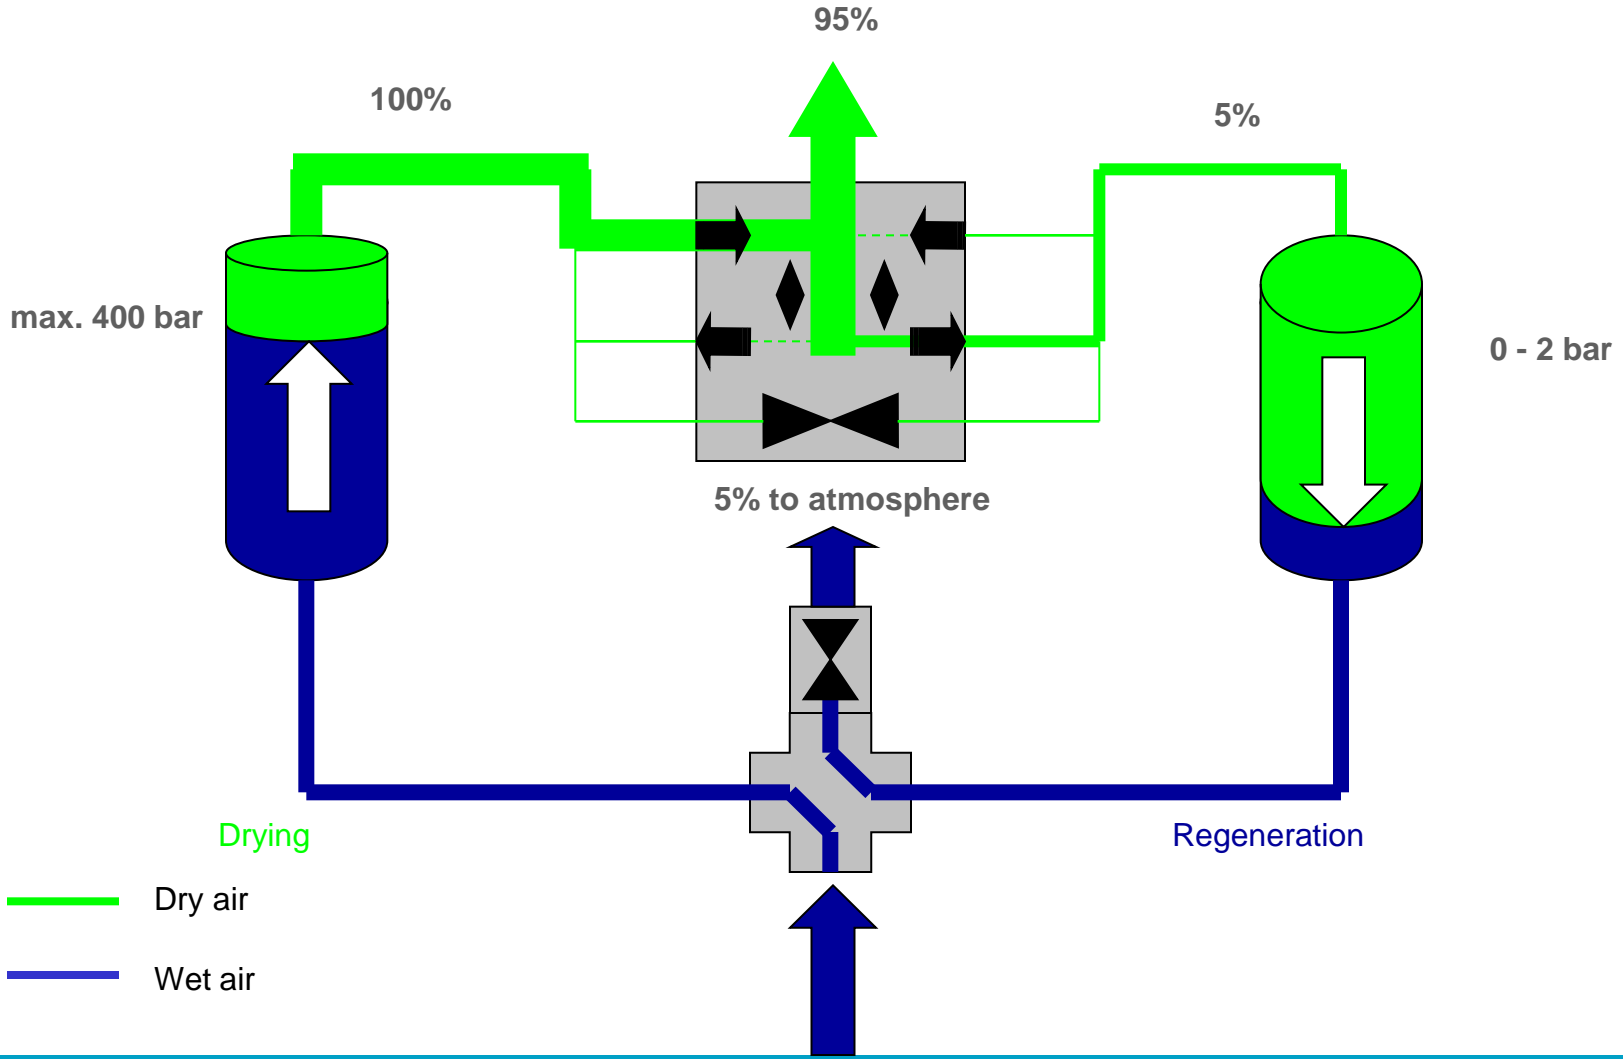 95%
100%
5%
max. 400 bar
0 - 2 bar
5% to atmosphere
Drying
Regeneration
Dry air
Wet air